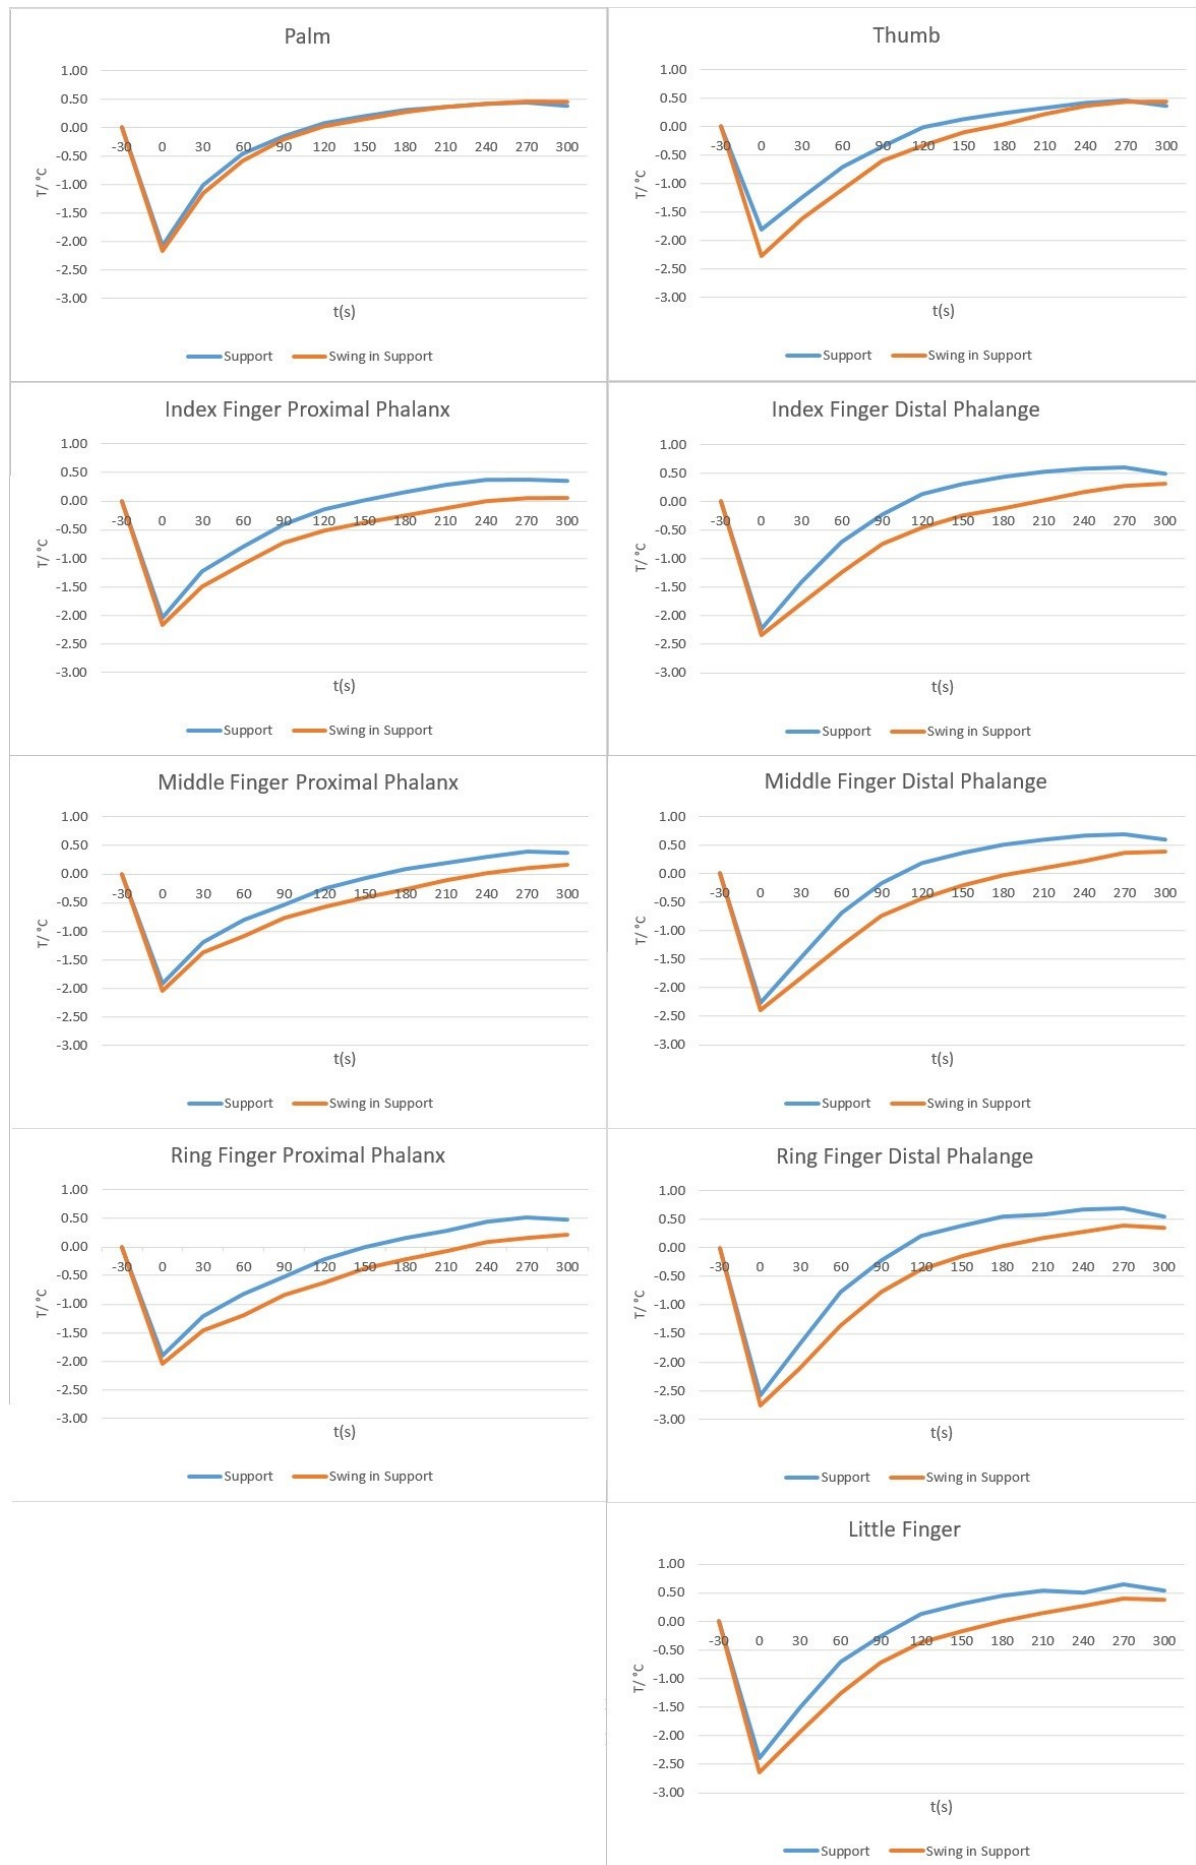 Palm
1.00
0.50
0.00
-0.50
-1.00
-1.50
-2.00
-2.50
-3.00
T/ °C
-30 0 30 60 90 120 150 180 210 240 270 300
t(s)
Support Swing in Support
Thumb
1.00
0.50
0.00
-0.50
-1.00
-1.50
-2.00
-2.50
-3.00
T/ °C
-30 0 30 60 90 120 150 180 210 240 270 300
t(s)
Support Swing in Support
Index Finger Proximal Phalanx
1.00
0.50
0.00
-0.50
-1.00
-1.50
-2.00
-2.50
-3.00
T/ °C
-30 0 30 60 90 120 150 180 210 240 270 300
t(s)
Support Swing in Support
Index Finger Distal Phalange
1.00
0.50
0.00
-0.50
-1.00
-1.50
-2.00
-2.50
-3.00
T/ °C
-30 0 30 60 90 120 150 180 210 240 270 300
t(s)
Support Swing in Support
Middle Finger Proximal Phalanx
1.00
0.50
0.00
-0.50
-1.00
-1.50
-2.00
-2.50
-3.00
T/ °C
-30 0 30 60 90 120 150 180 210 240 270 300
t(s)
Support Swing in Support
Middle Finger Distal Phalange
1.00
0.50
0.00
-0.50
-1.00
-1.50
-2.00
-2.50
-3.00
T/ °C
-30 0 30 60 90 120 150 180 210 240 270 300
t(s)
Support Swing in Support
Ring Finger Proximal Phalanx
1.00
0.50
0.00
-0.50
-1.00
-1.50
-2.00
-2.50
-3.00
T/ °C
-30 0 30 60 90 120 150 180 210 240 270 300
t(s)
Support Swing in Support
Ring Finger Distal Phalange
1.00
0.50
0.00
-0.50
-1.00
-1.50
-2.00
-2.50
-3.00
T/ °C
-30 0 30 60 90 120 150 180 210 240 270 300
t(s)
Support Swing in Support
Little Finger
1.00
0.50
0.00
-0.50
-1.00
-1.50
-2.00
-2.50
-3.00
T/ °C
-30 0 30 60 90 120 150 180 210 240 270 300
t(s)
Support Swing in Support